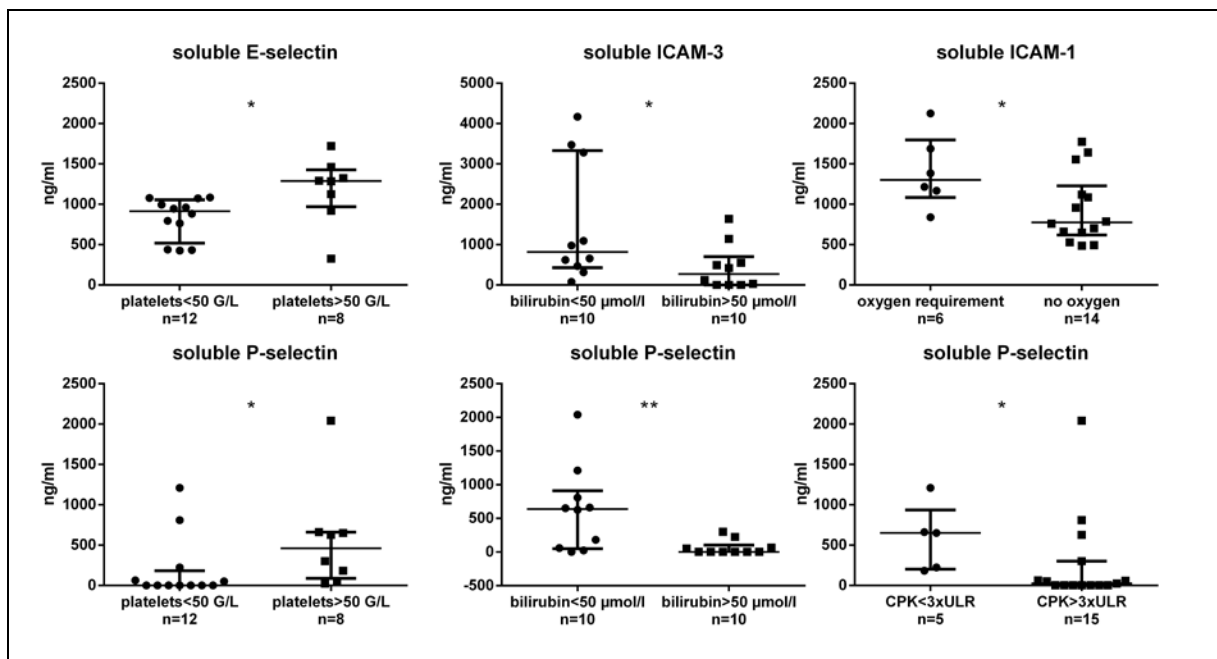 soluble E-selectin
2500
2000
1500
1000
500
0
ng/ml
*
platelets<50 G/L
n=12
platelets>50 G/L
n=8
soluble ICAM-3
5000
4000
3000
2000
1000
0
ng/ml
*
bilirubin<50 µmol/l
n=10
bilirubin>50 µmol/l
n=10
soluble ICAM-1
2500
2000
1500
1000
500
0
ng/ml
*
oxygen requirement
n=6
no oxygen
n=14
soluble P-selectin
2500
2000
1500
1000
500
0
ng/ml
*
platelets<50 G/L
n=12
platelets>50 G/L
n=8
soluble P-selectin
2500
2000
1500
1000
500
0
-500
ng/ml
**
bilirubin<50 µmol/l
n=10
bilirubin>50 µmol/l
n=10
soluble P-selectin
2500
2000
1500
1000
500
0
ng/ml
*
CPK<3xULR
n=5
CPK>3xULR
n=15